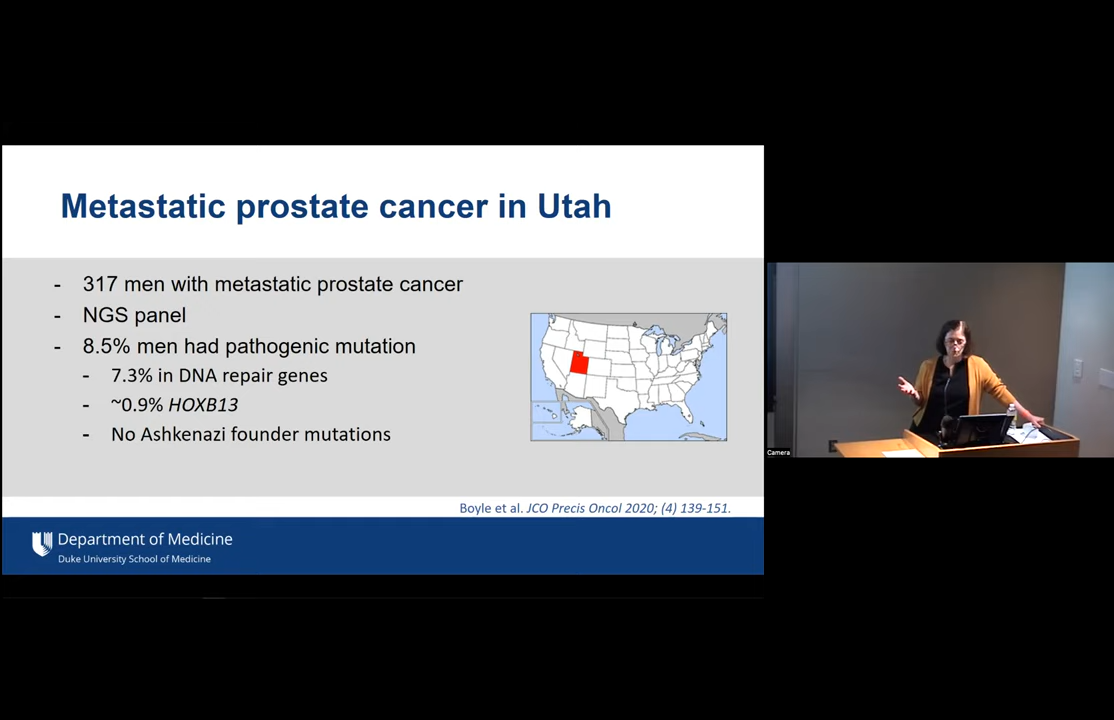 Metastatic prostate cancer in Utah
- 317 men with metastatic prostate cancer
- NGS panel
- 8.5% men had pathogenic mutation
- 7.3% in DNA repair genes
- ~0.9% HOXB13
- No Ashkenazi founder mutations
Boyle et al. JCO Precis Oncol 2020; (4) 139-151.
Department of Medicine
Duke University School of Medicine
Camera